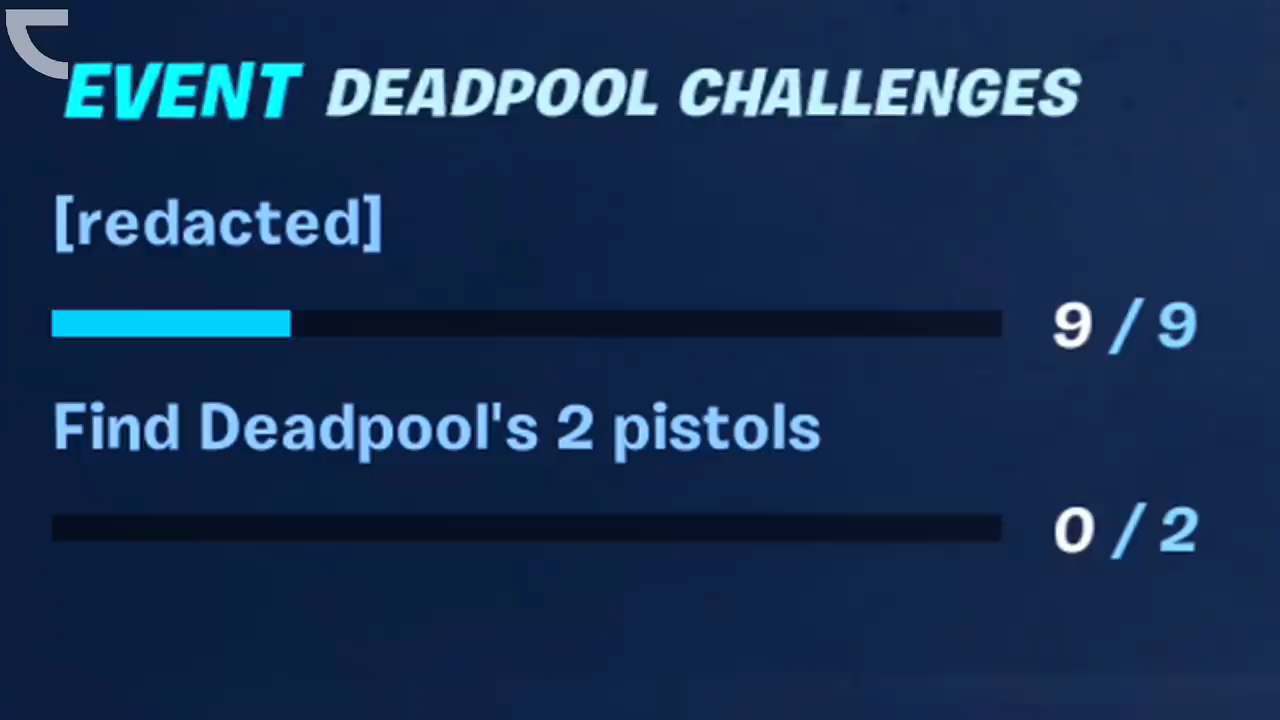 EVENT DEADPOOL CHALLENGES
[redacted]
9 / 9
Find Deadpool's 2 pistols
0 / 2